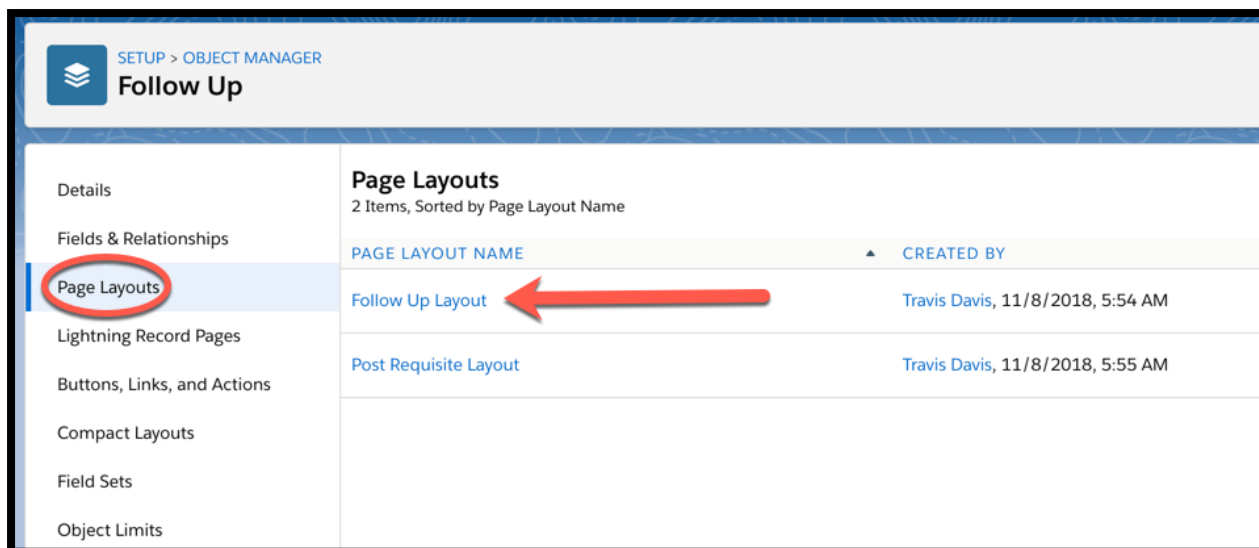 SETUP > OBJECT MANAGER
Follow Up
Details
Fields & Relationships
Page Layouts
Lightning Record Pages
Buttons, Links, and Actions
Compact Layouts
Field Sets
Object Limits
Page Layouts
2 Items, Sorted by Page Layout Name
PAGE LAYOUT NAME CREATED BY
Follow Up Layout Travis Davis, 11/8/2018, 5:54 AM
Post Requisite Layout Travis Davis, 11/8/2018, 5:55 AM